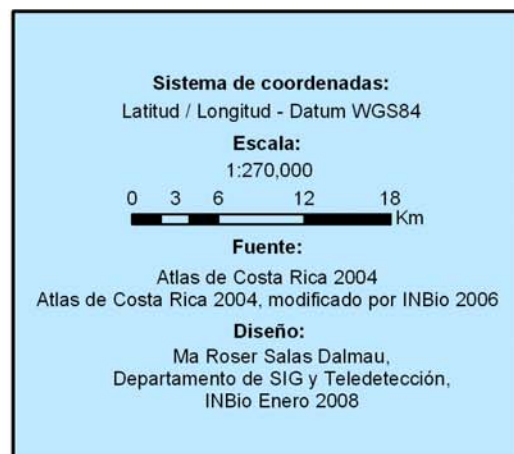 Sistema de coordenadas:
Latitud / Longitud - Datum WGS84
Escala:
1:270,000
0 3 6 12 18
Km
Fuente:
Atlas de Costa Rica 2004
Atlas de Costa Rica 2004, modificado por INBio 2006
Diseño:
Ma Roser Salas Dalmau,
Departamento de SIG y Teledetección,
INBio Enero 2008